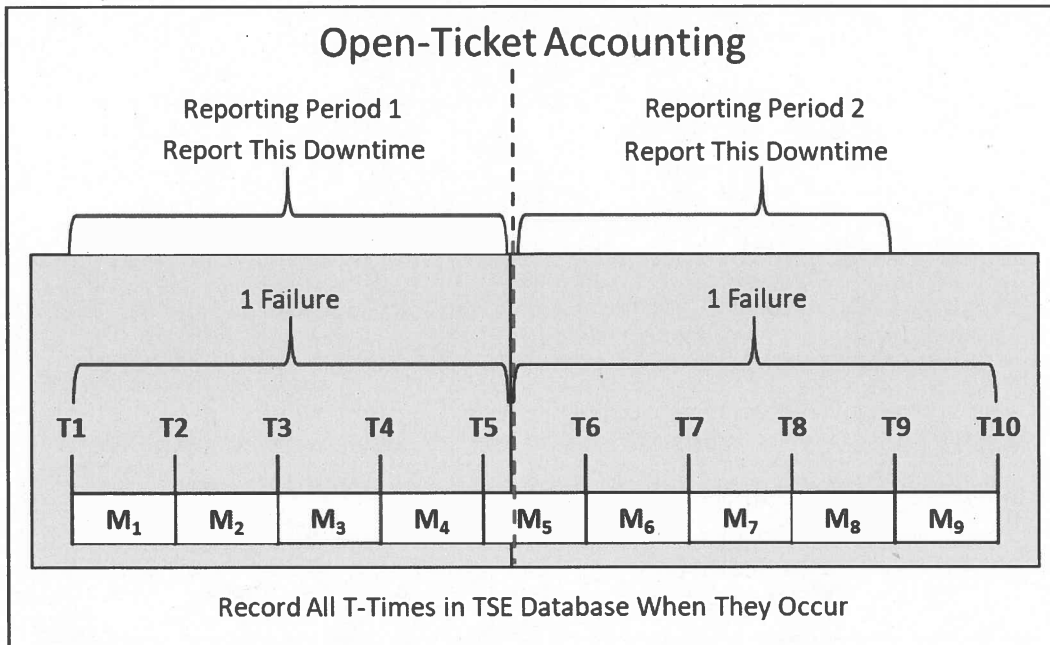 Open-Ticket Accounting
Reporting Period 1
Report This Downtime
Reporting Period 2
Report This Downtime
1 Failure
1 Failure
T1 T2 T3 T4 T5 T6 T7 T8 T9 T10
M₁ M₂ M₃ M₄ M₅ M₆ M₇ M₈ M₉
Record All T-Times in TSE Database When They Occur